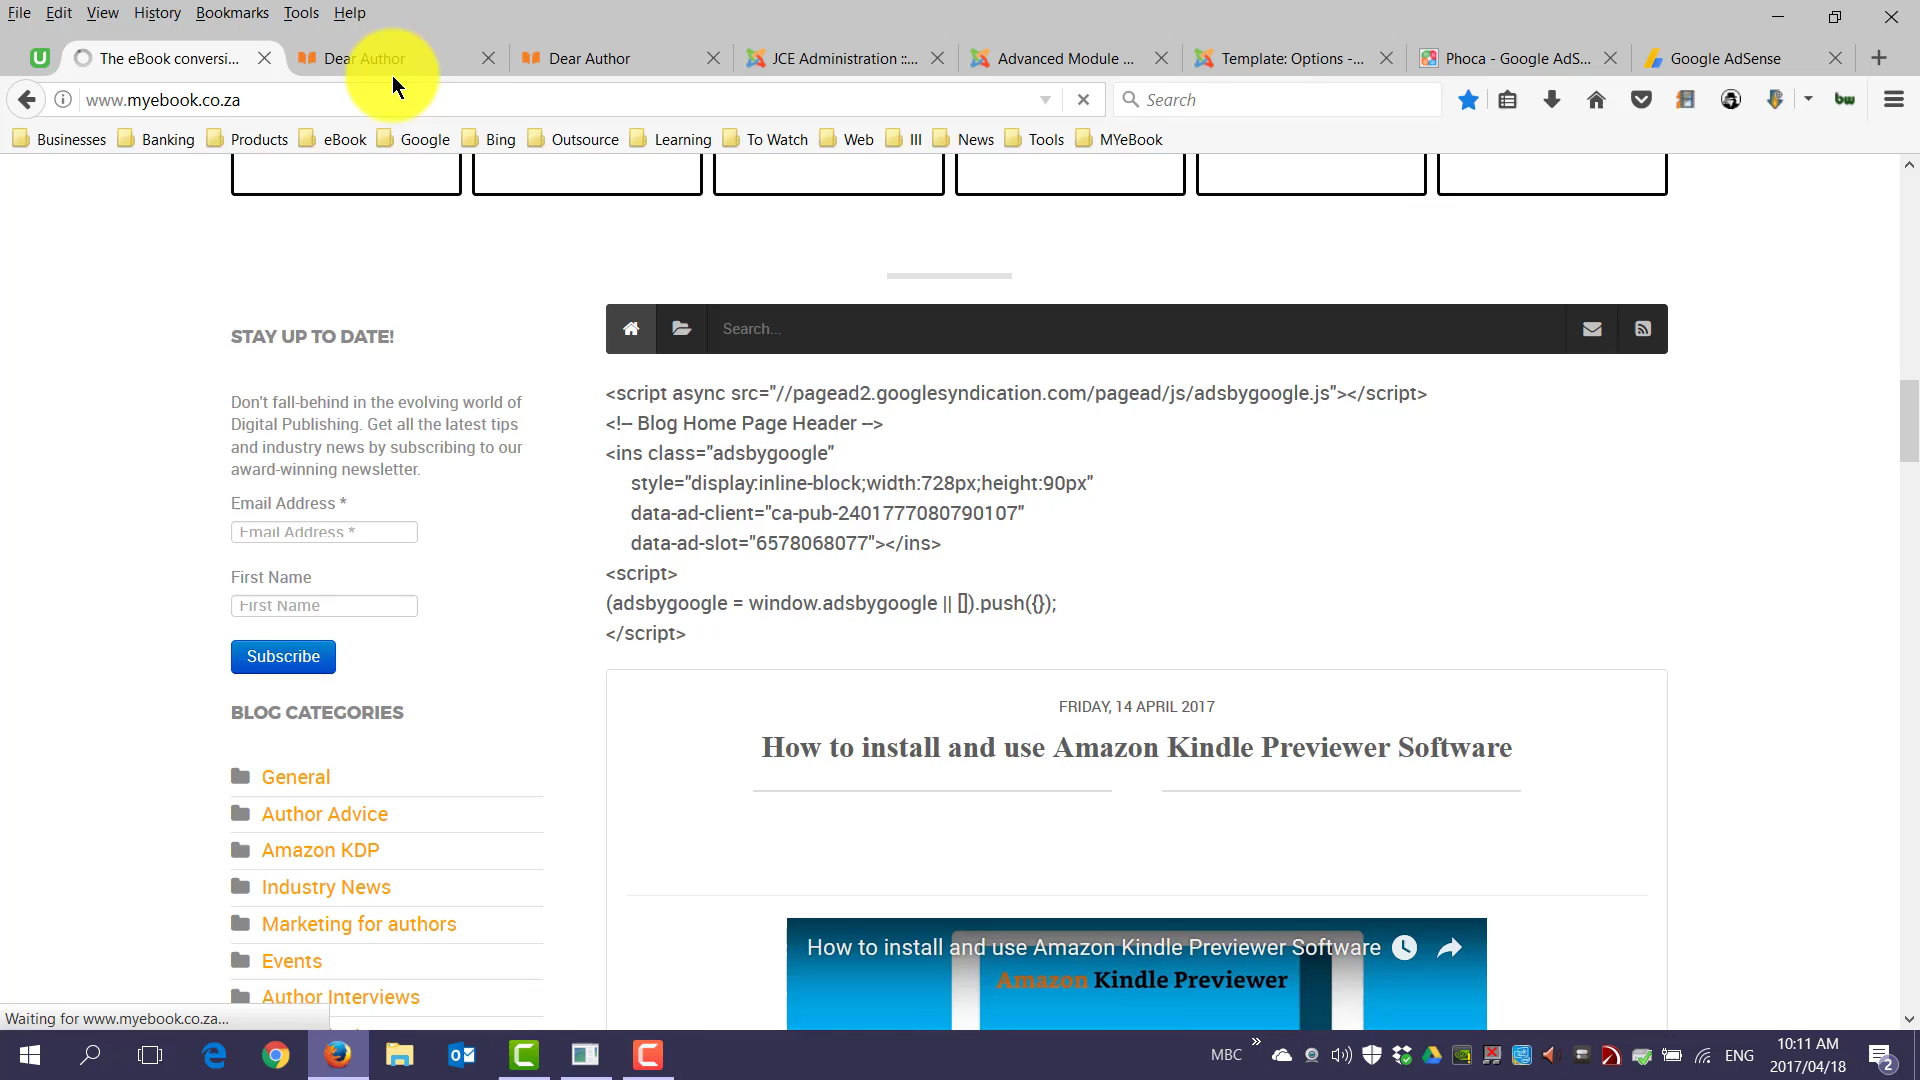 File Edit View History Bookmarks Tools Help
The eBook conversi... Dear Author Dear Author JCE Administration ::... Advanced Module ... Template: Options -... Phoca - Google AdS... Google AdSense
www.myebook.co.za Search
Businesses Banking Products eBook Google Bing Outsource Learning To Watch Web III News Tools MYeBook
Search...
STAY UP TO DATE!
Don't fall-behind in the evolving world of
Digital Publishing. Get all the latest tips
and industry news by subscribing to our
award-winning newsletter.
Email Address *
Email Address *
First Name
First Name
Subscribe
BLOG CATEGORIES
General
Author Advice
Amazon KDP
Industry News
Marketing for authors
Events
Author Interviews
<script async src="//pagead2.googlesyndication.com/pagead/js/adsbygoogle.js"></script>
<!-- Blog Home Page Header -->
<ins class="adsbygoogle"
style="display:inline-block;width:728px;height:90px"
data-ad-client="ca-pub-2401777080790107"
data-ad-slot="6578068077"></ins>
<script>
(adsbygoogle = window.adsbygoogle || []).push({});
</script>
FRIDAY, 14 APRIL 2017
How to install and use Amazon Kindle Previewer Software
How to install and use Amazon Kindle Previewer Software
Amazon Kindle Previewer
Waiting for www.myebook.co.za...
MBC ENG 10:11 AM
2017/04/18 2